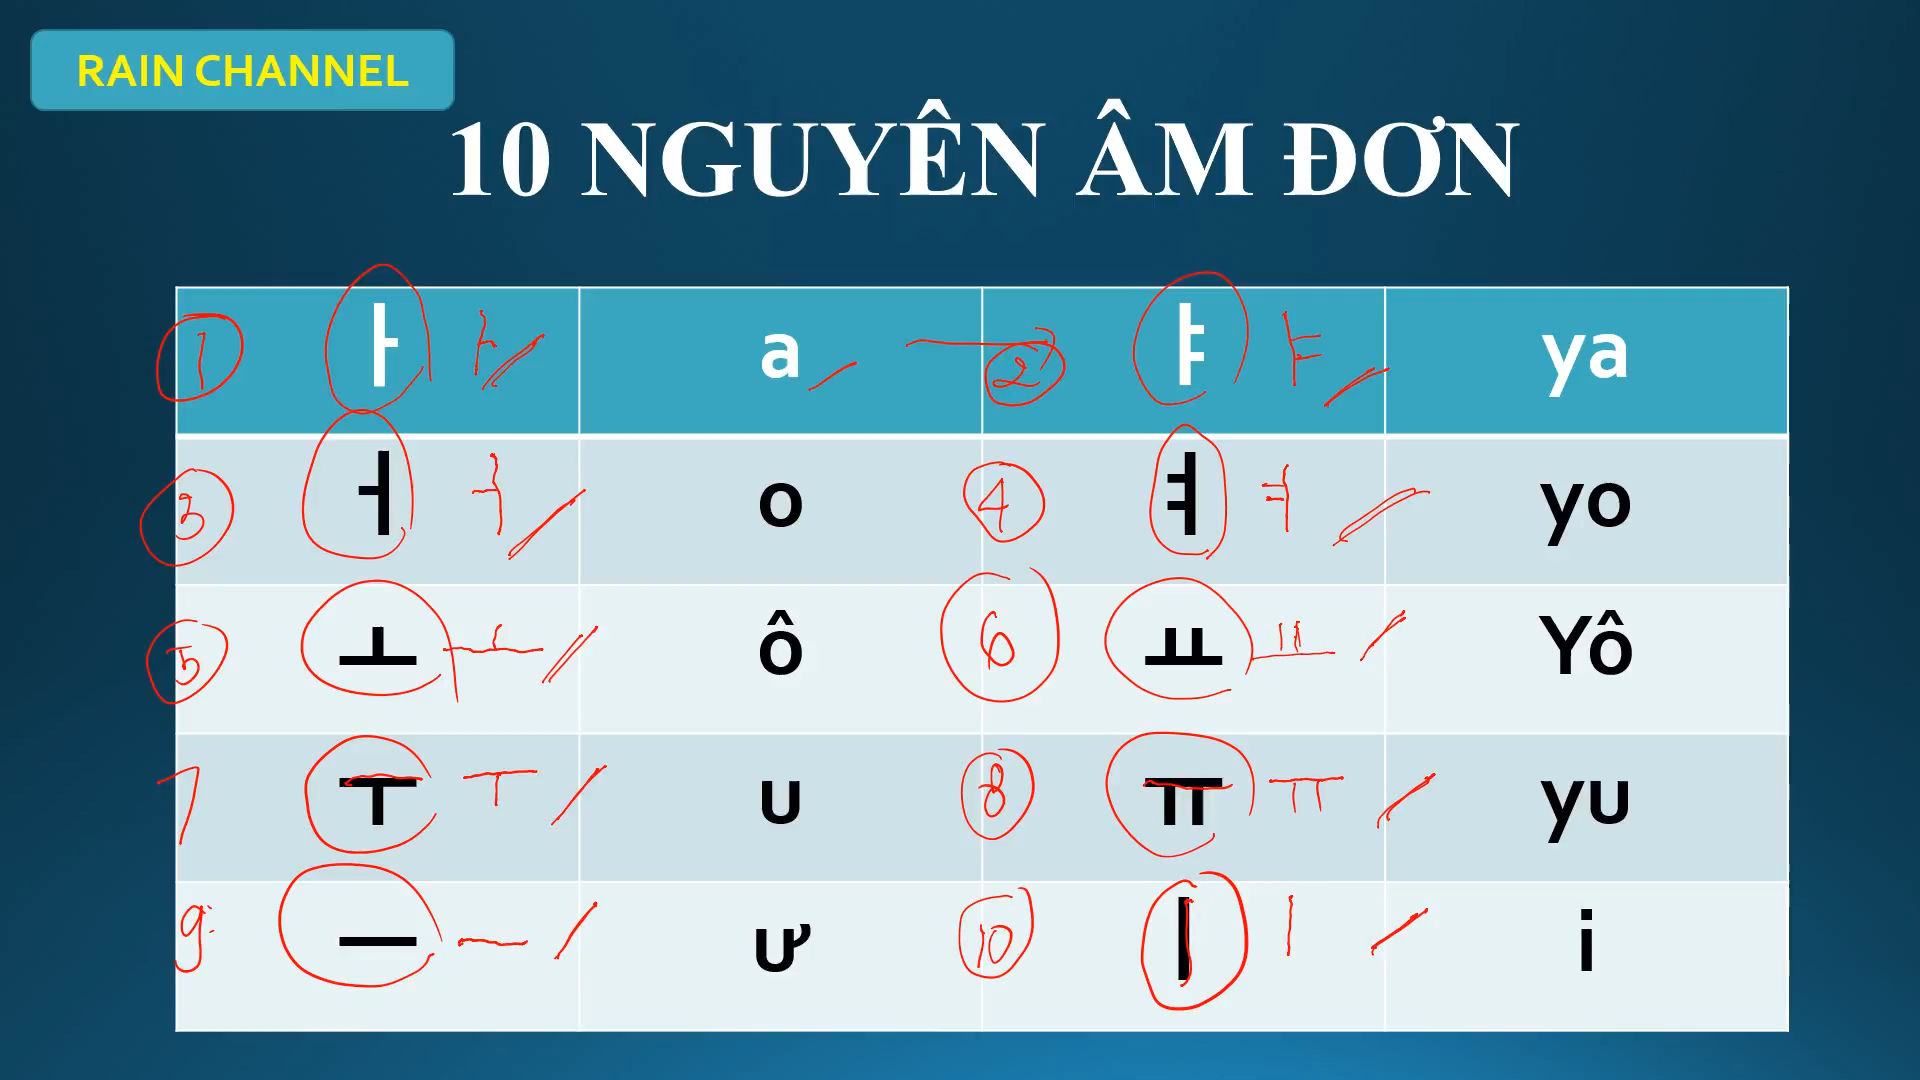 RAIN CHANNEL
10 NGUYÊN ÂM ĐƠN
1 ㅏ ㅏ a 2 ㅑ ㅑ ya
3 ㅓ ㅓ o 4 ㅕ ㅕ yo
5 ㅗ ㅗ ô 6 ㅛ ㅛ Yô
7 ㅜ ㅜ u 8 ㅠ ㅠ yu
9 ㅡ ㅡ ư 10 ㅣ ㅣ i